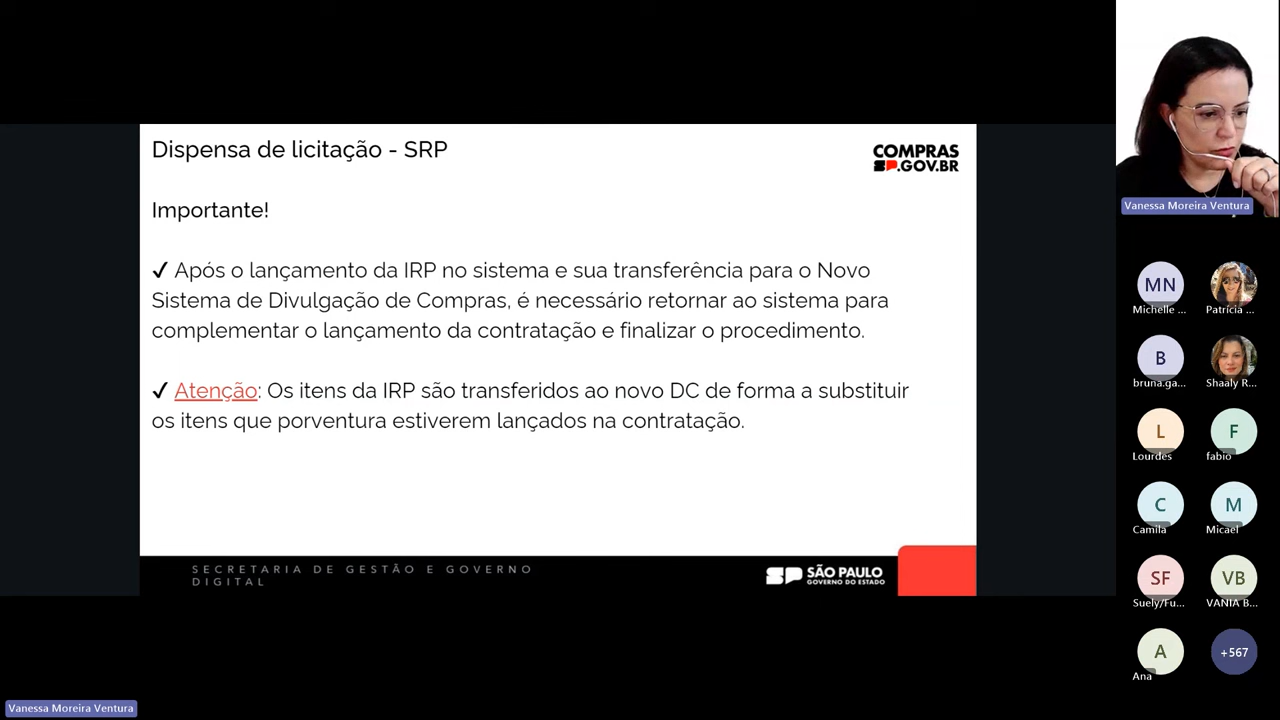 Dispensa de licitação - SRP
COMPRAS
SP.GOV.BR
Importante!
✓ Após o lançamento da IRP no sistema e sua transferência para o Novo
Sistema de Divulgação de Compras, é necessário retornar ao sistema para
complementar o lançamento da contratação e finalizar o procedimento.
✓ Atenção: Os itens da IRP são transferidos ao novo DC de forma a substituir
os itens que porventura estiverem lançados na contratação.
SECRETARIA DE GESTÃO E GOVERNO
DIGITAL
SP SÃO PAULO
GOVERNO DO ESTADO
Vanessa Moreira Ventura
MN
Michelle ...
Patrícia ...
B
bruna.ga...
Shaaly R...
L
Lourdes
F
fabio
C
Camila
M
Micael
SF
Suely/Fu...
VB
VANIA B...
A
Ana
+567
Vanessa Moreira Ventura